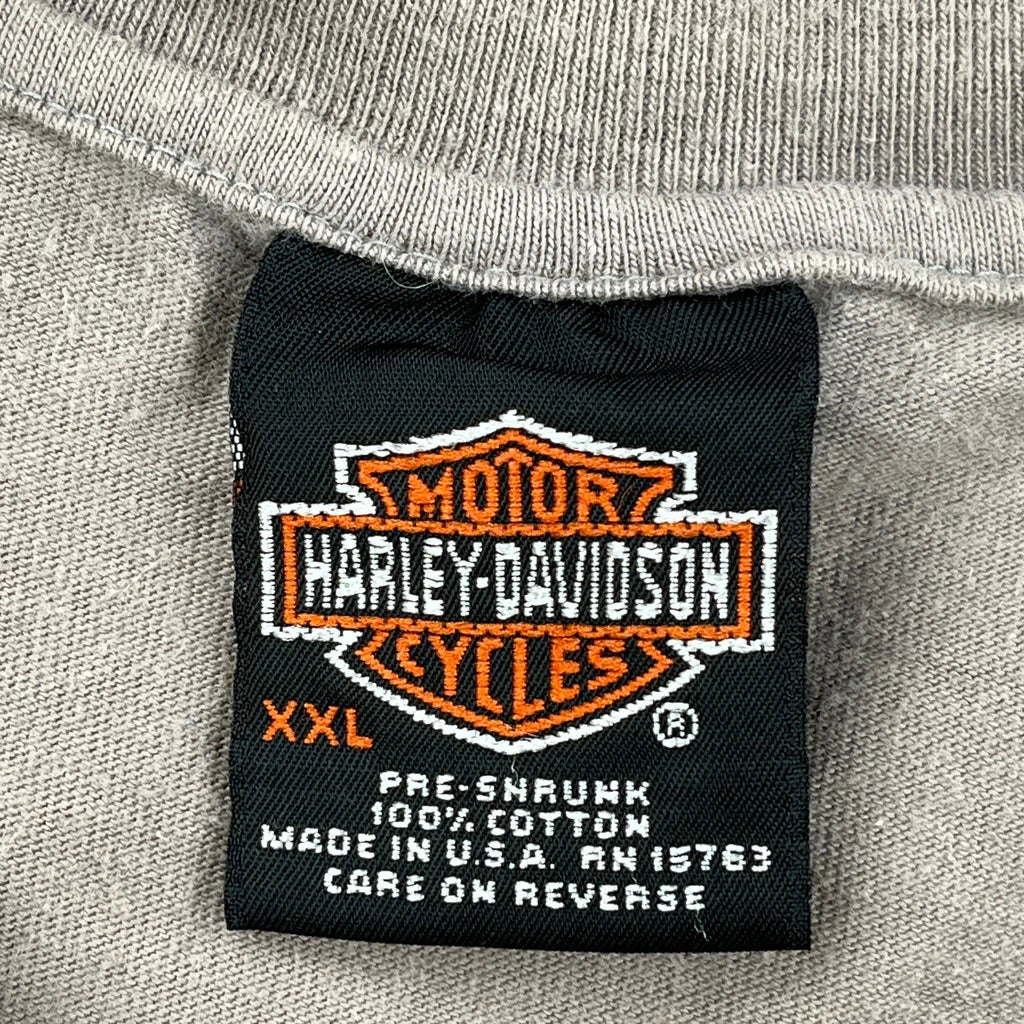 MOTOR
HARLEY-DAVIDSON
CYCLES
XXL
®
PRE-SHRUNK
100% COTTON
MADE IN U.S.A. RN 15763
CARE ON REVERSE